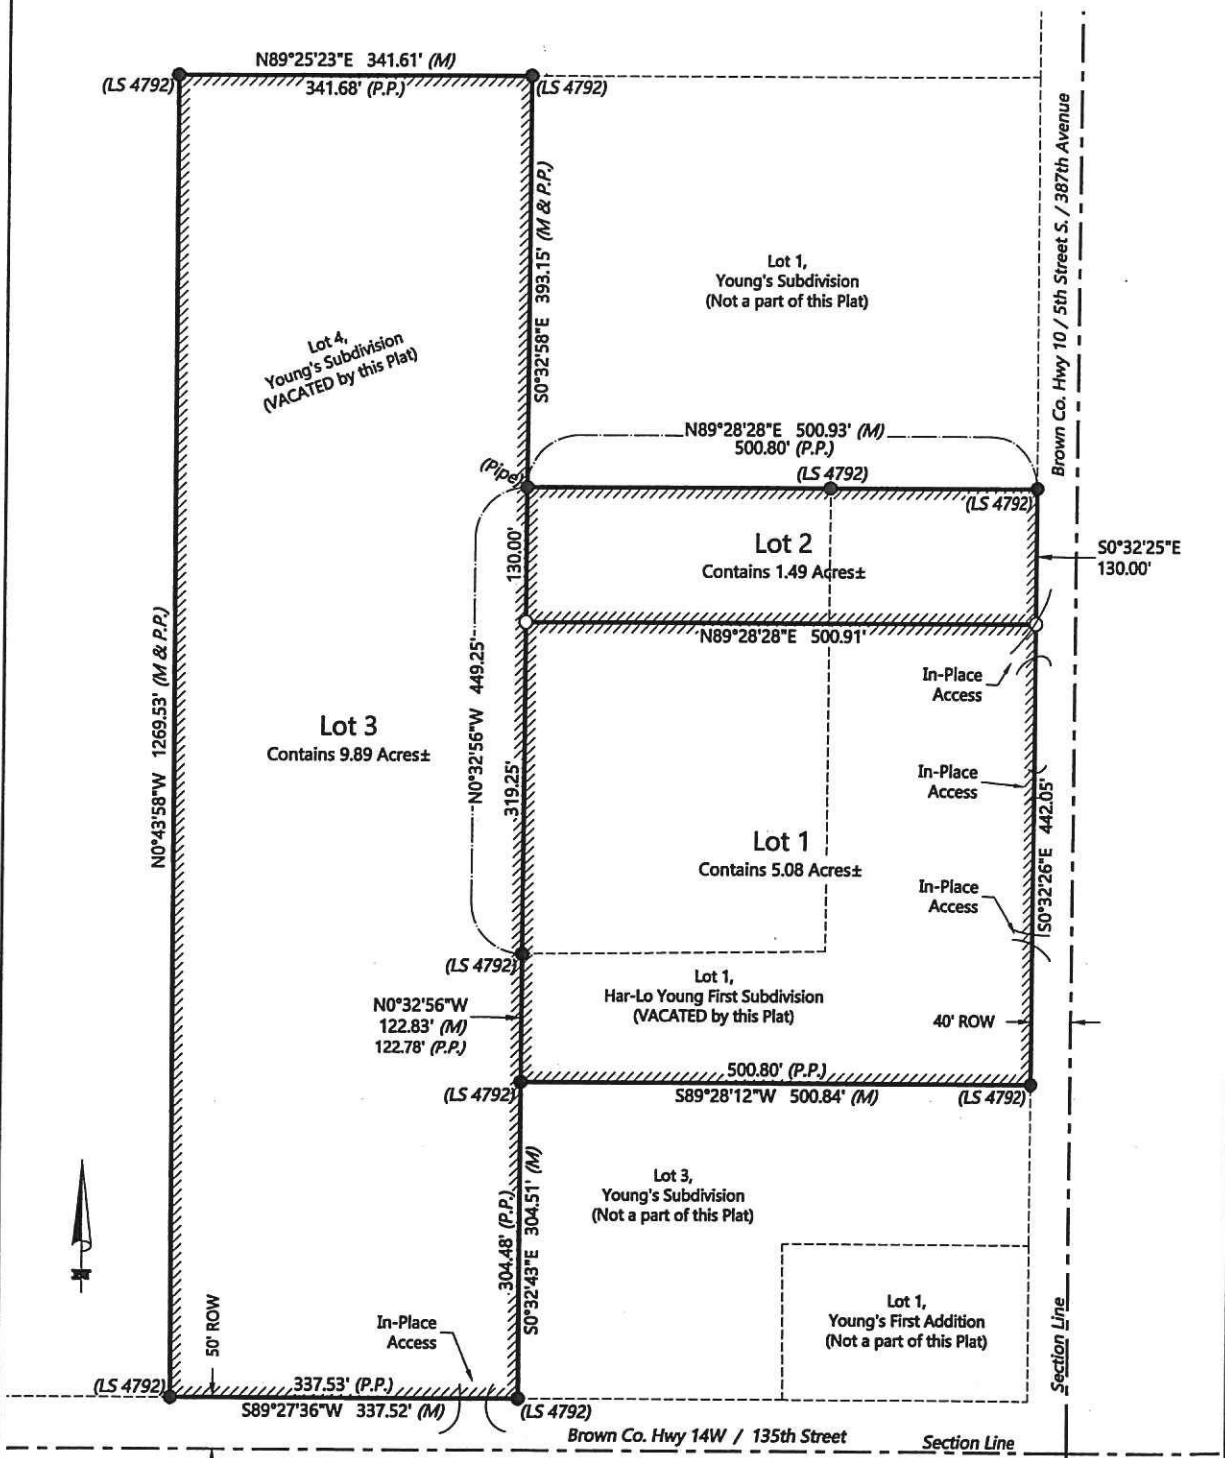 N89°25'23"E 341.61' (M)
(LS 4792)
341.68' (P.P.)
(LS 4792)
Brown Co. Hwy 10 / 5th Street S. / 387th Avenue
S0°32'58"E 393.15' (M & P.P.)
Lot 1,
Young's Subdivision
(Not a part of this Plat)
Lot 4,
Young's Subdivision
(VACATED by this Plat)
N89°28'28"E 500.93' (M)
500.80' (P.P.)
(Pipe)
(LS 4792)
(LS 4792)
130.00'
Lot 2
Contains 1.49 Acres±
S0°32'25"E
130.00'
N89°28'28"E 500.91'
In-Place
Access
N0°43'58"W 1269.53' (M & P.P.)
N0°32'56"W 449.25'
319.25'
Lot 3
Contains 9.89 Acres±
In-Place
Access
S0°32'26"E 442.05'
Lot 1
Contains 5.08 Acres±
In-Place
Access
(LS 4792)
Lot 1,
Har-Lo Young First Subdivision
(VACATED by this Plat)
N0°32'56"W
122.83' (M)
122.78' (P.P.)
40' ROW
500.80' (P.P.)
(LS 4792)
S89°28'12"W 500.84' (M)
(LS 4792)
304.48' (P.P.)
S0°32'43"E 304.51' (M)
Lot 3,
Young's Subdivision
(Not a part of this Plat)
Lot 1,
Young's First Addition
(Not a part of this Plat)
Section Line
50' ROW
In-Place
Access
(LS 4792)
337.53' (P.P.)
S89°27'36"W 337.52' (M)
(LS 4792)
Brown Co. Hwy 14W / 135th Street
Section Line